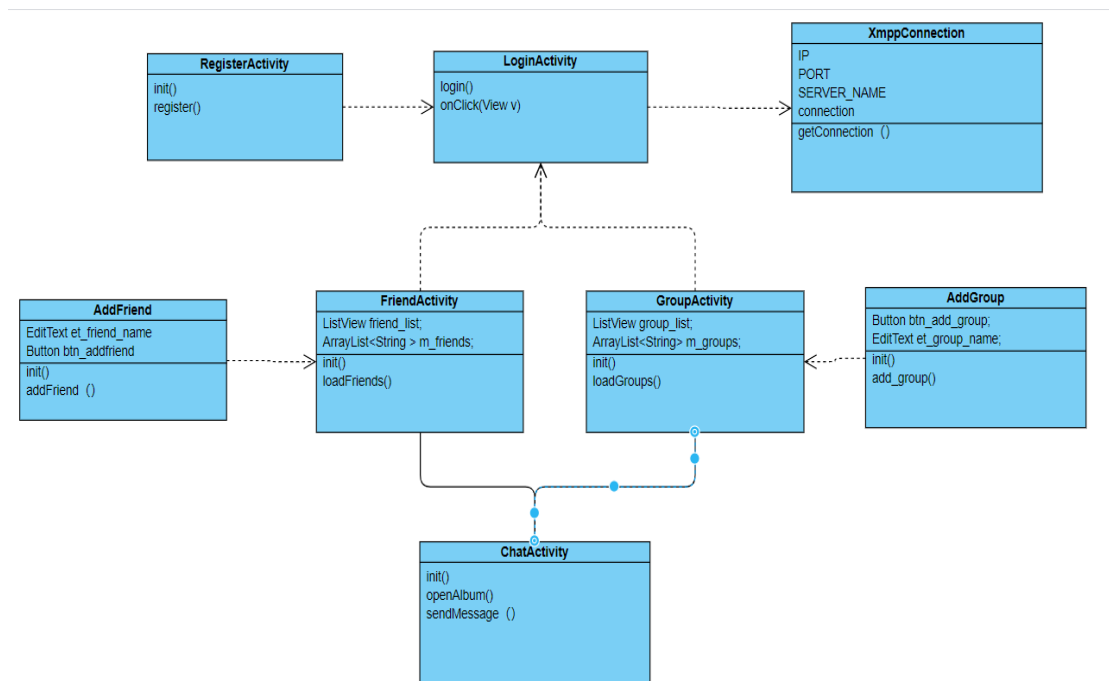 RegisterActivity
init()
register()
LoginActivity
login()
onClick(View v)
XmppConnection
IP
PORT
SERVER_NAME
connection
getConnection ()
AddFriend
EditText et_friend_name
Button btn_addfriend
init()
addFriend ()
FriendActivity
ListView friend_list;
ArrayList<String > m_friends;
init()
loadFriends()
GroupActivity
ListView group_list;
ArrayList<String> m_groups;
init()
loadGroups()
AddGroup
Button btn_add_group;
EditText et_group_name;
init()
add_group()
ChatActivity
init()
openAlbum()
sendMessage ()